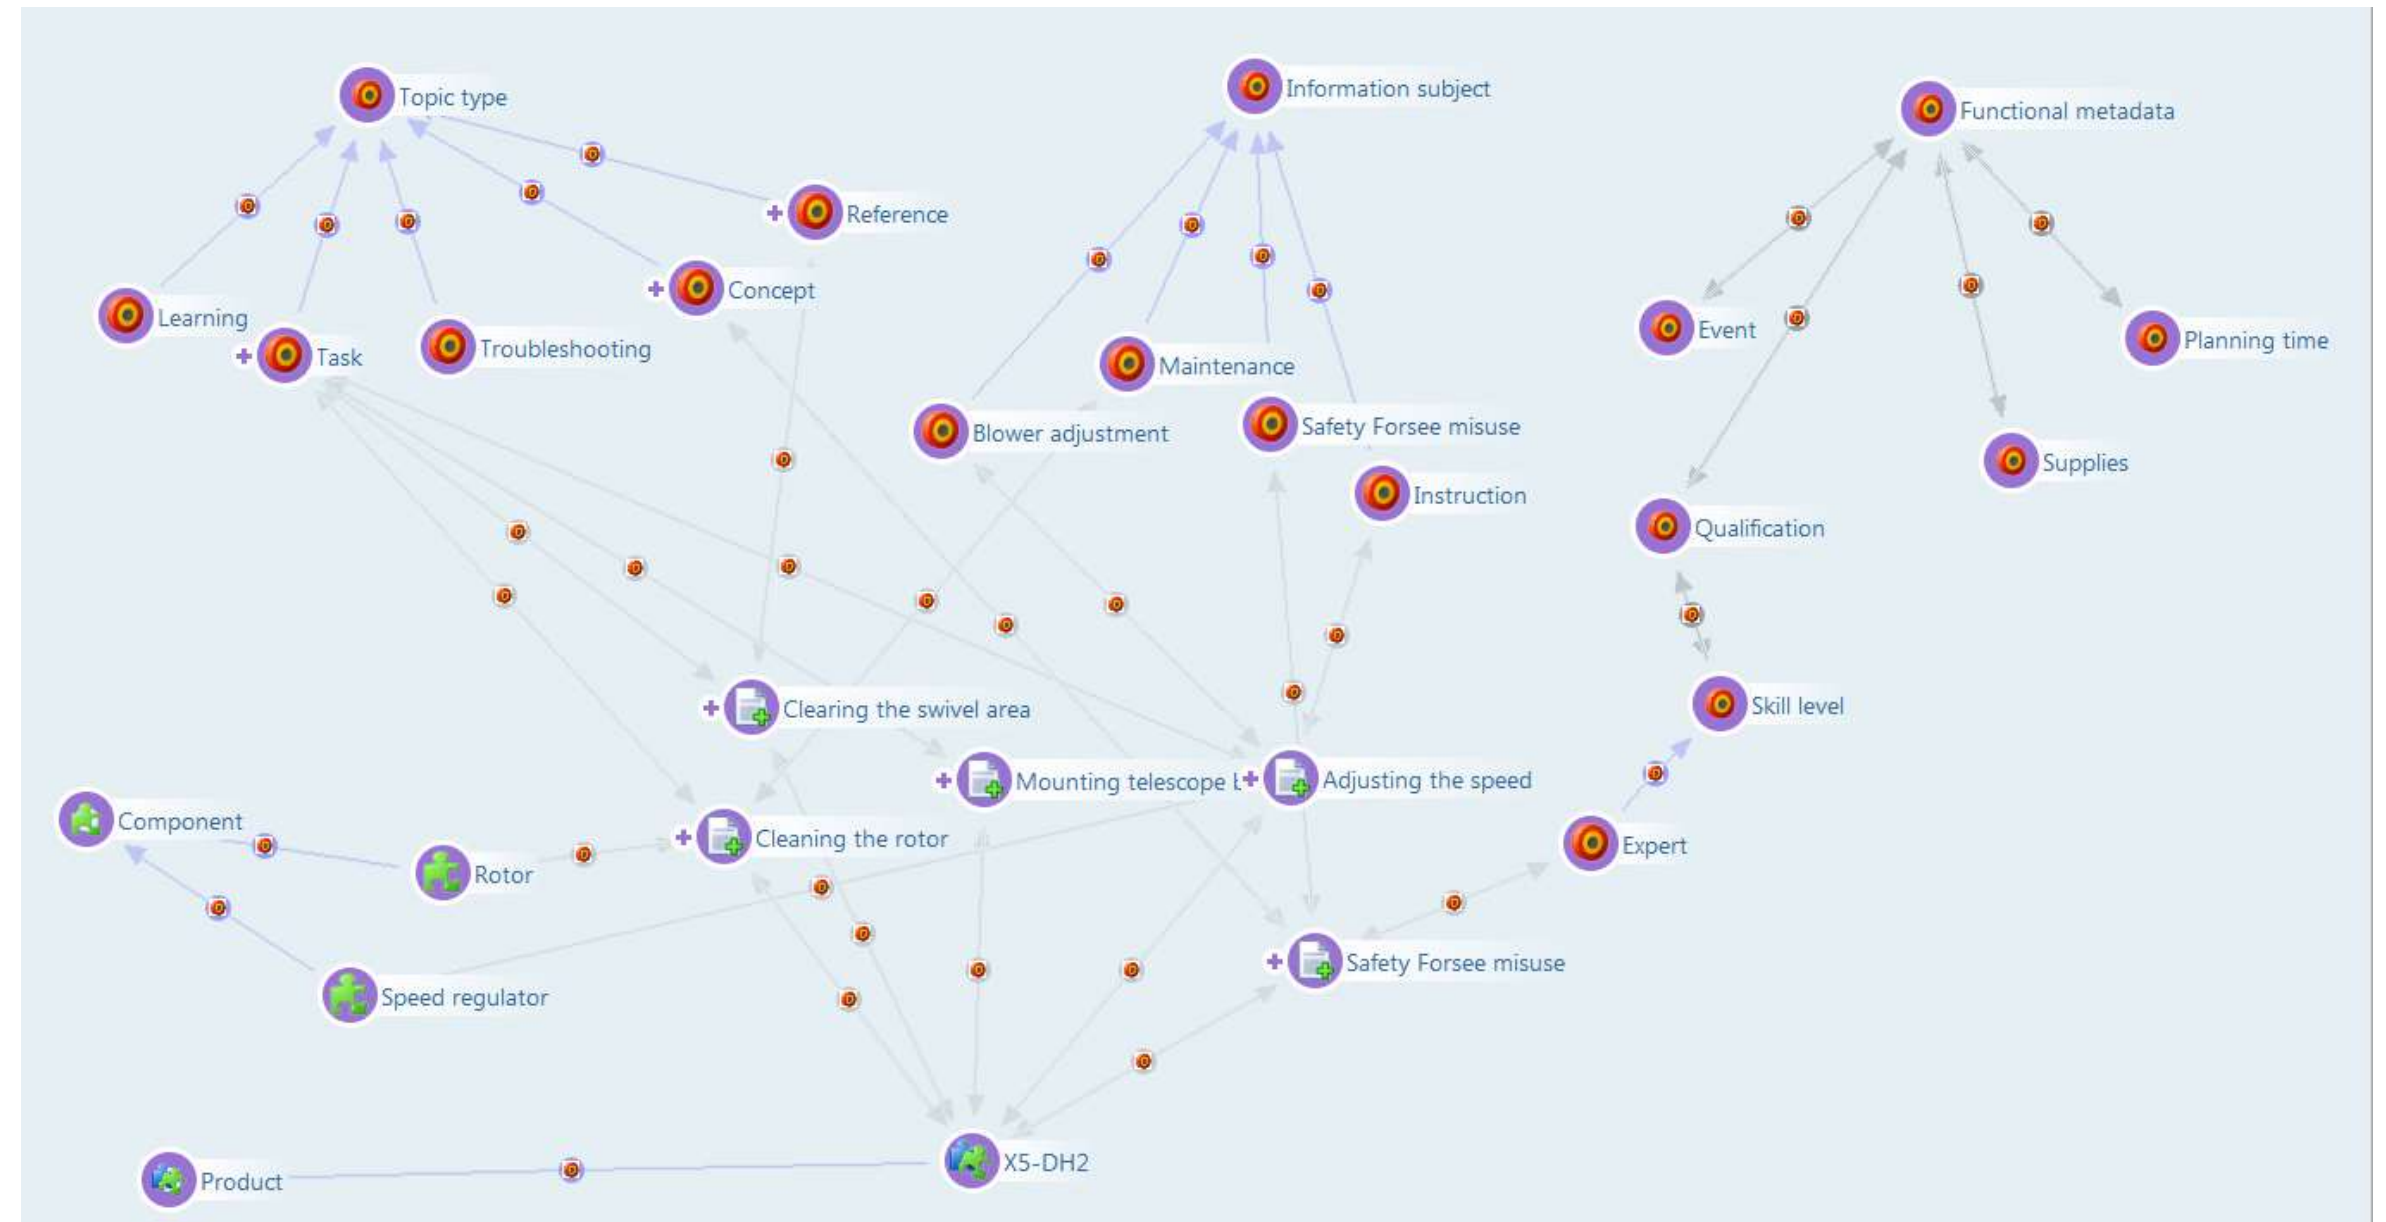 Topic type
Information subject
Functional metadata
Reference
Concept
Learning
Task
Troubleshooting
Event
Planning time
Maintenance
Blower adjustment
Safety Forsee misuse
Supplies
Instruction
Qualification
Clearing the swivel area
Skill level
Mounting telescope
Adjusting the speed
Component
Cleaning the rotor
Expert
Rotor
Safety Forsee misuse
Speed regulator
X5-DH2
Product